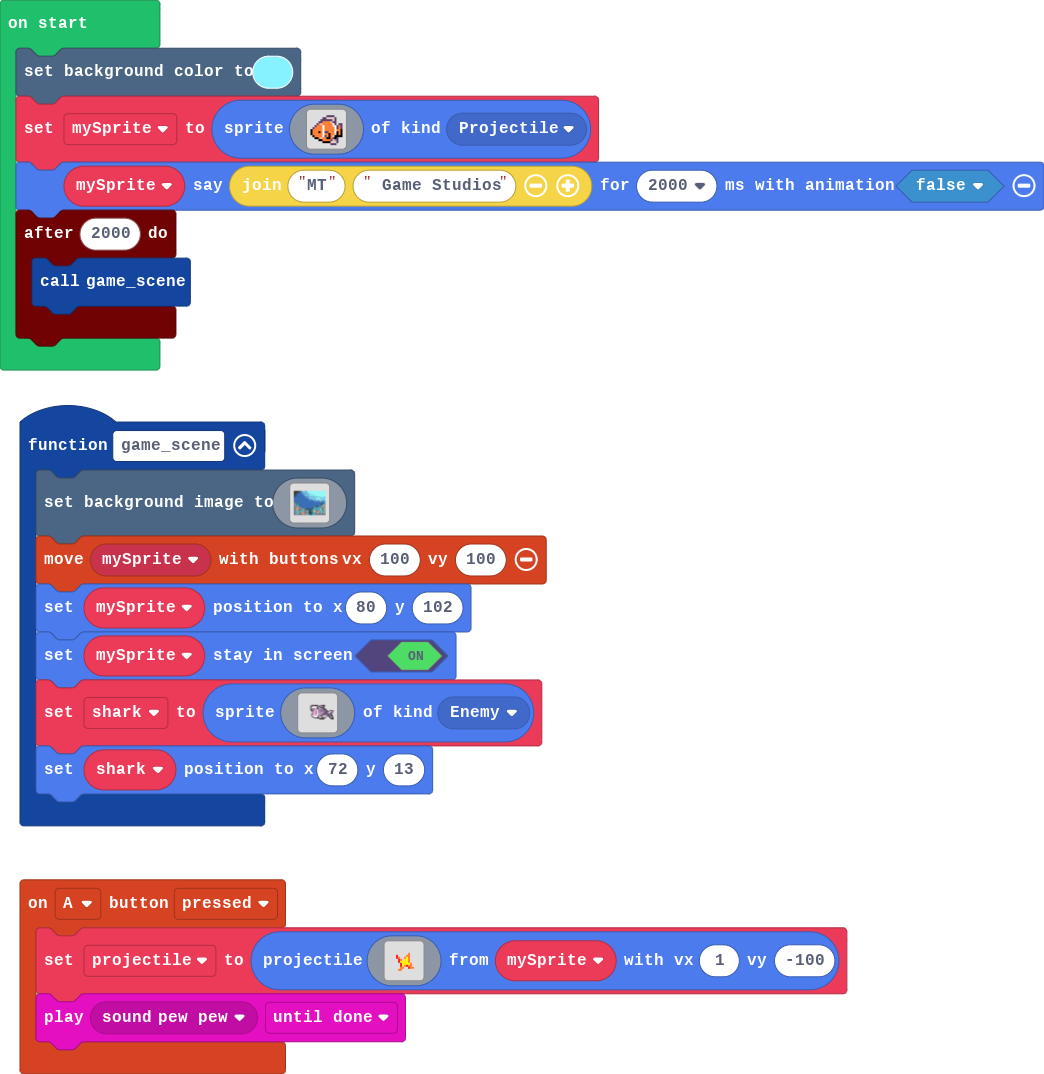 on start
set background color to
set mySprite to sprite of kind Projectile
mySprite say join "MT" " Game Studios" for 2000 ms with animation false
after 2000 do
call game_scene
function game_scene
set background image to
move mySprite with buttons vx 100 vy 100
set mySprite position to x 80 y 102
set mySprite stay in screen ON
set shark to sprite of kind Enemy
set shark position to x 72 y 13
on A button pressed
set projectile to projectile from mySprite with vx 1 vy -100
play sound pew pew until done